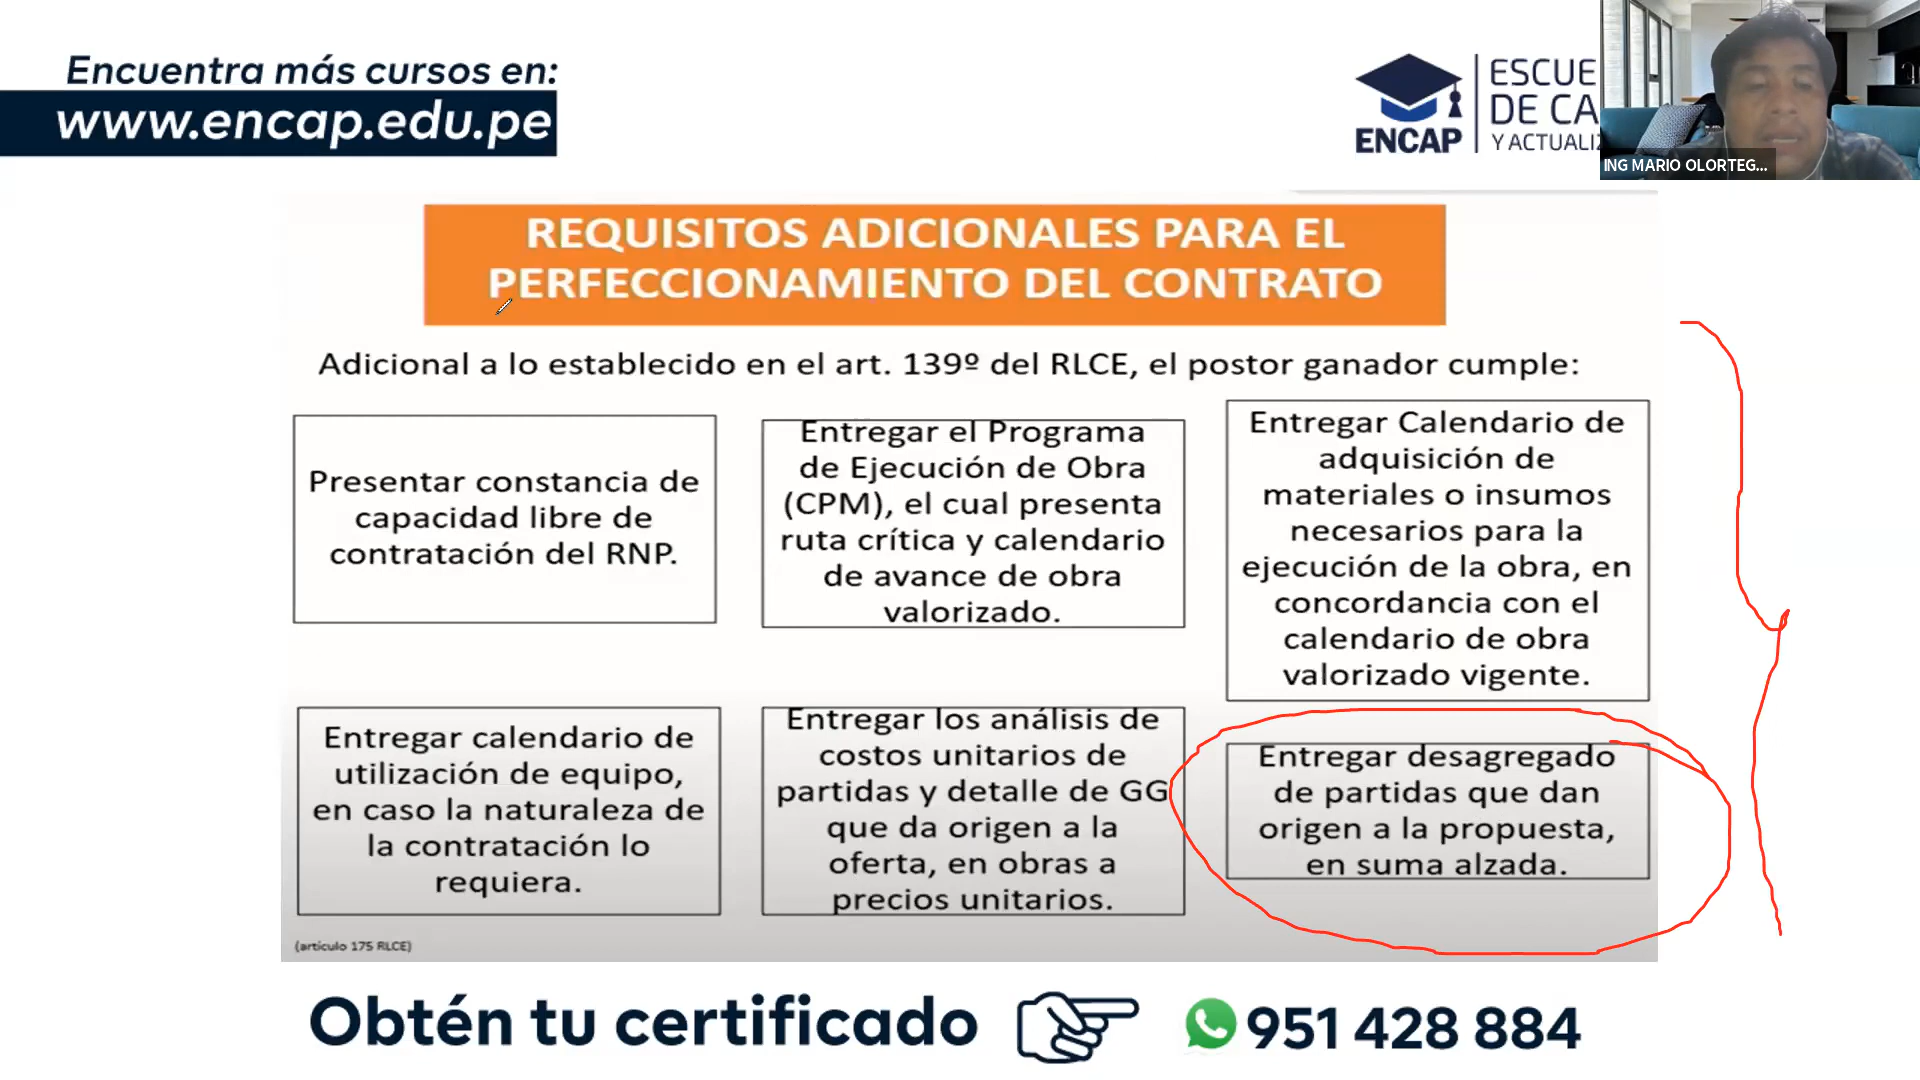 Encuentra más cursos en:
www.encap.edu.pe
ENCAP
ESCUE
DE CA
Y ACTUALIZ
ING MARIO OLORTEG...
REQUISITOS ADICIONALES PARA EL
PERFECCIONAMIENTO DEL CONTRATO
Adicional a lo establecido en el art. 139º del RLCE, el postor ganador cumple:
Presentar constancia de
capacidad libre de
contratación del RNP.
Entregar el Programa
de Ejecución de Obra
(CPM), el cual presenta
ruta crítica y calendario
de avance de obra
valorizado.
Entregar Calendario de
adquisición de
materiales o insumos
necesarios para la
ejecución de la obra, en
concordancia con el
calendario de obra
valorizado vigente.
Entregar calendario de
utilización de equipo,
en caso la naturaleza de
la contratación lo
requiera.
Entregar los análisis de
costos unitarios de
partidas y detalle de GG
que da origen a la
oferta, en obras a
precios unitarios.
Entregar desagregado
de partidas que dan
origen a la propuesta,
en suma alzada.
(artículo 175 RLCE)
Obtén tu certificado
951 428 884